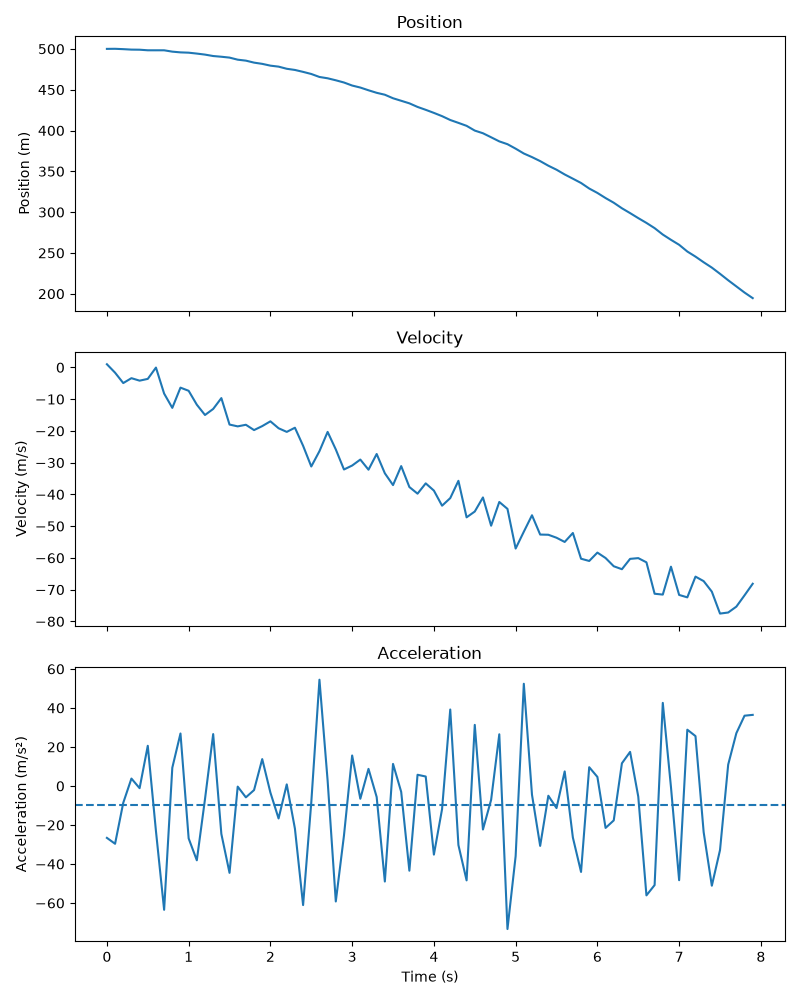 Position
Position (m)
500
450
400
350
300
250
200
Velocity
Velocity (m/s)
0
−10
−20
−30
−40
−50
−60
−70
−80
Acceleration
Acceleration (m/s²)
60
40
20
0
−20
−40
−60
0 1 2 3 4 5 6 7 8
Time (s)